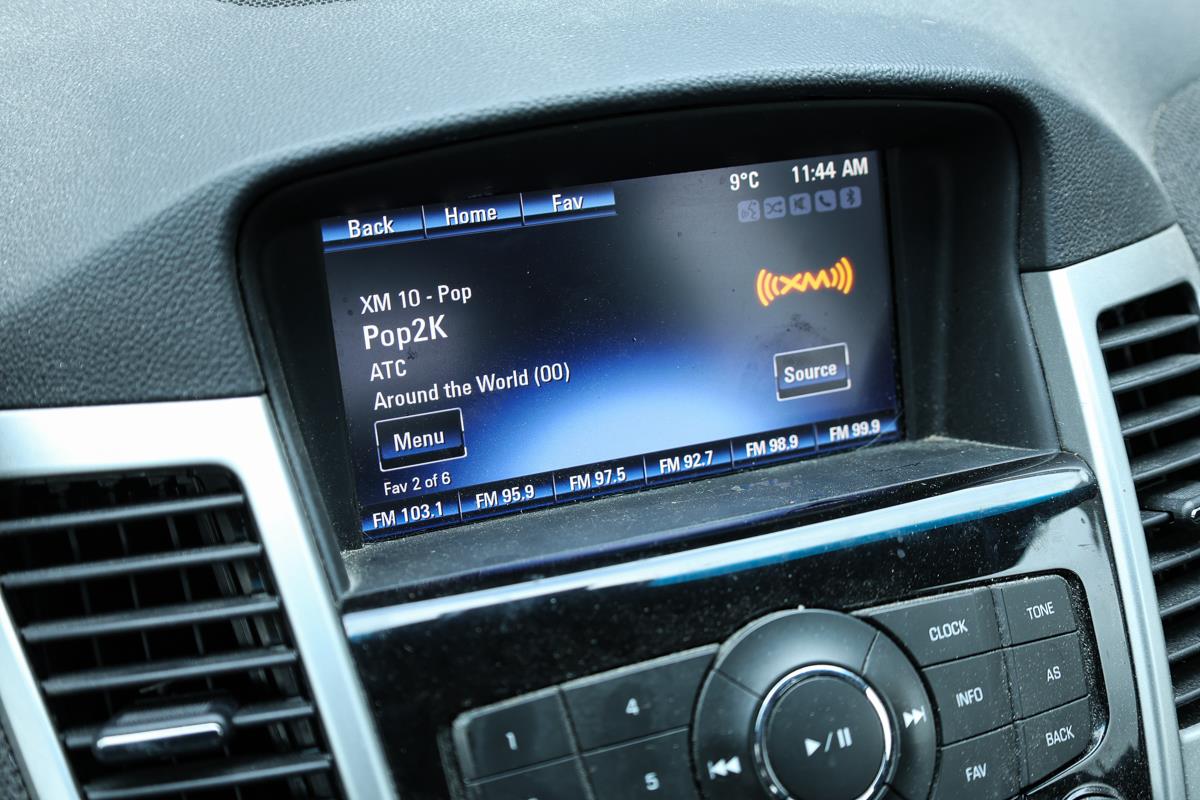 9°C 11:44 AM
Back Home Fav
XM
XM 10 - Pop
Pop2K
ATC
Around the World (00)
Source
Menu
Fav 2 of 6
FM 103.1 FM 95.9 FM 97.5 FM 92.7 FM 98.9 FM 99.9
CLOCK TONE
INFO AS
FAV BACK
1 4
5